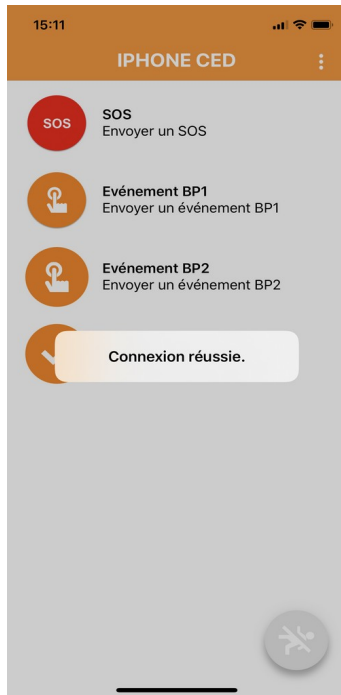 15:11
IPHONE CED
SOS
SOS
Envoyer un SOS
Evénement BP1
Envoyer un événement BP1
Evénement BP2
Envoyer un événement BP2
Connexion réussie.